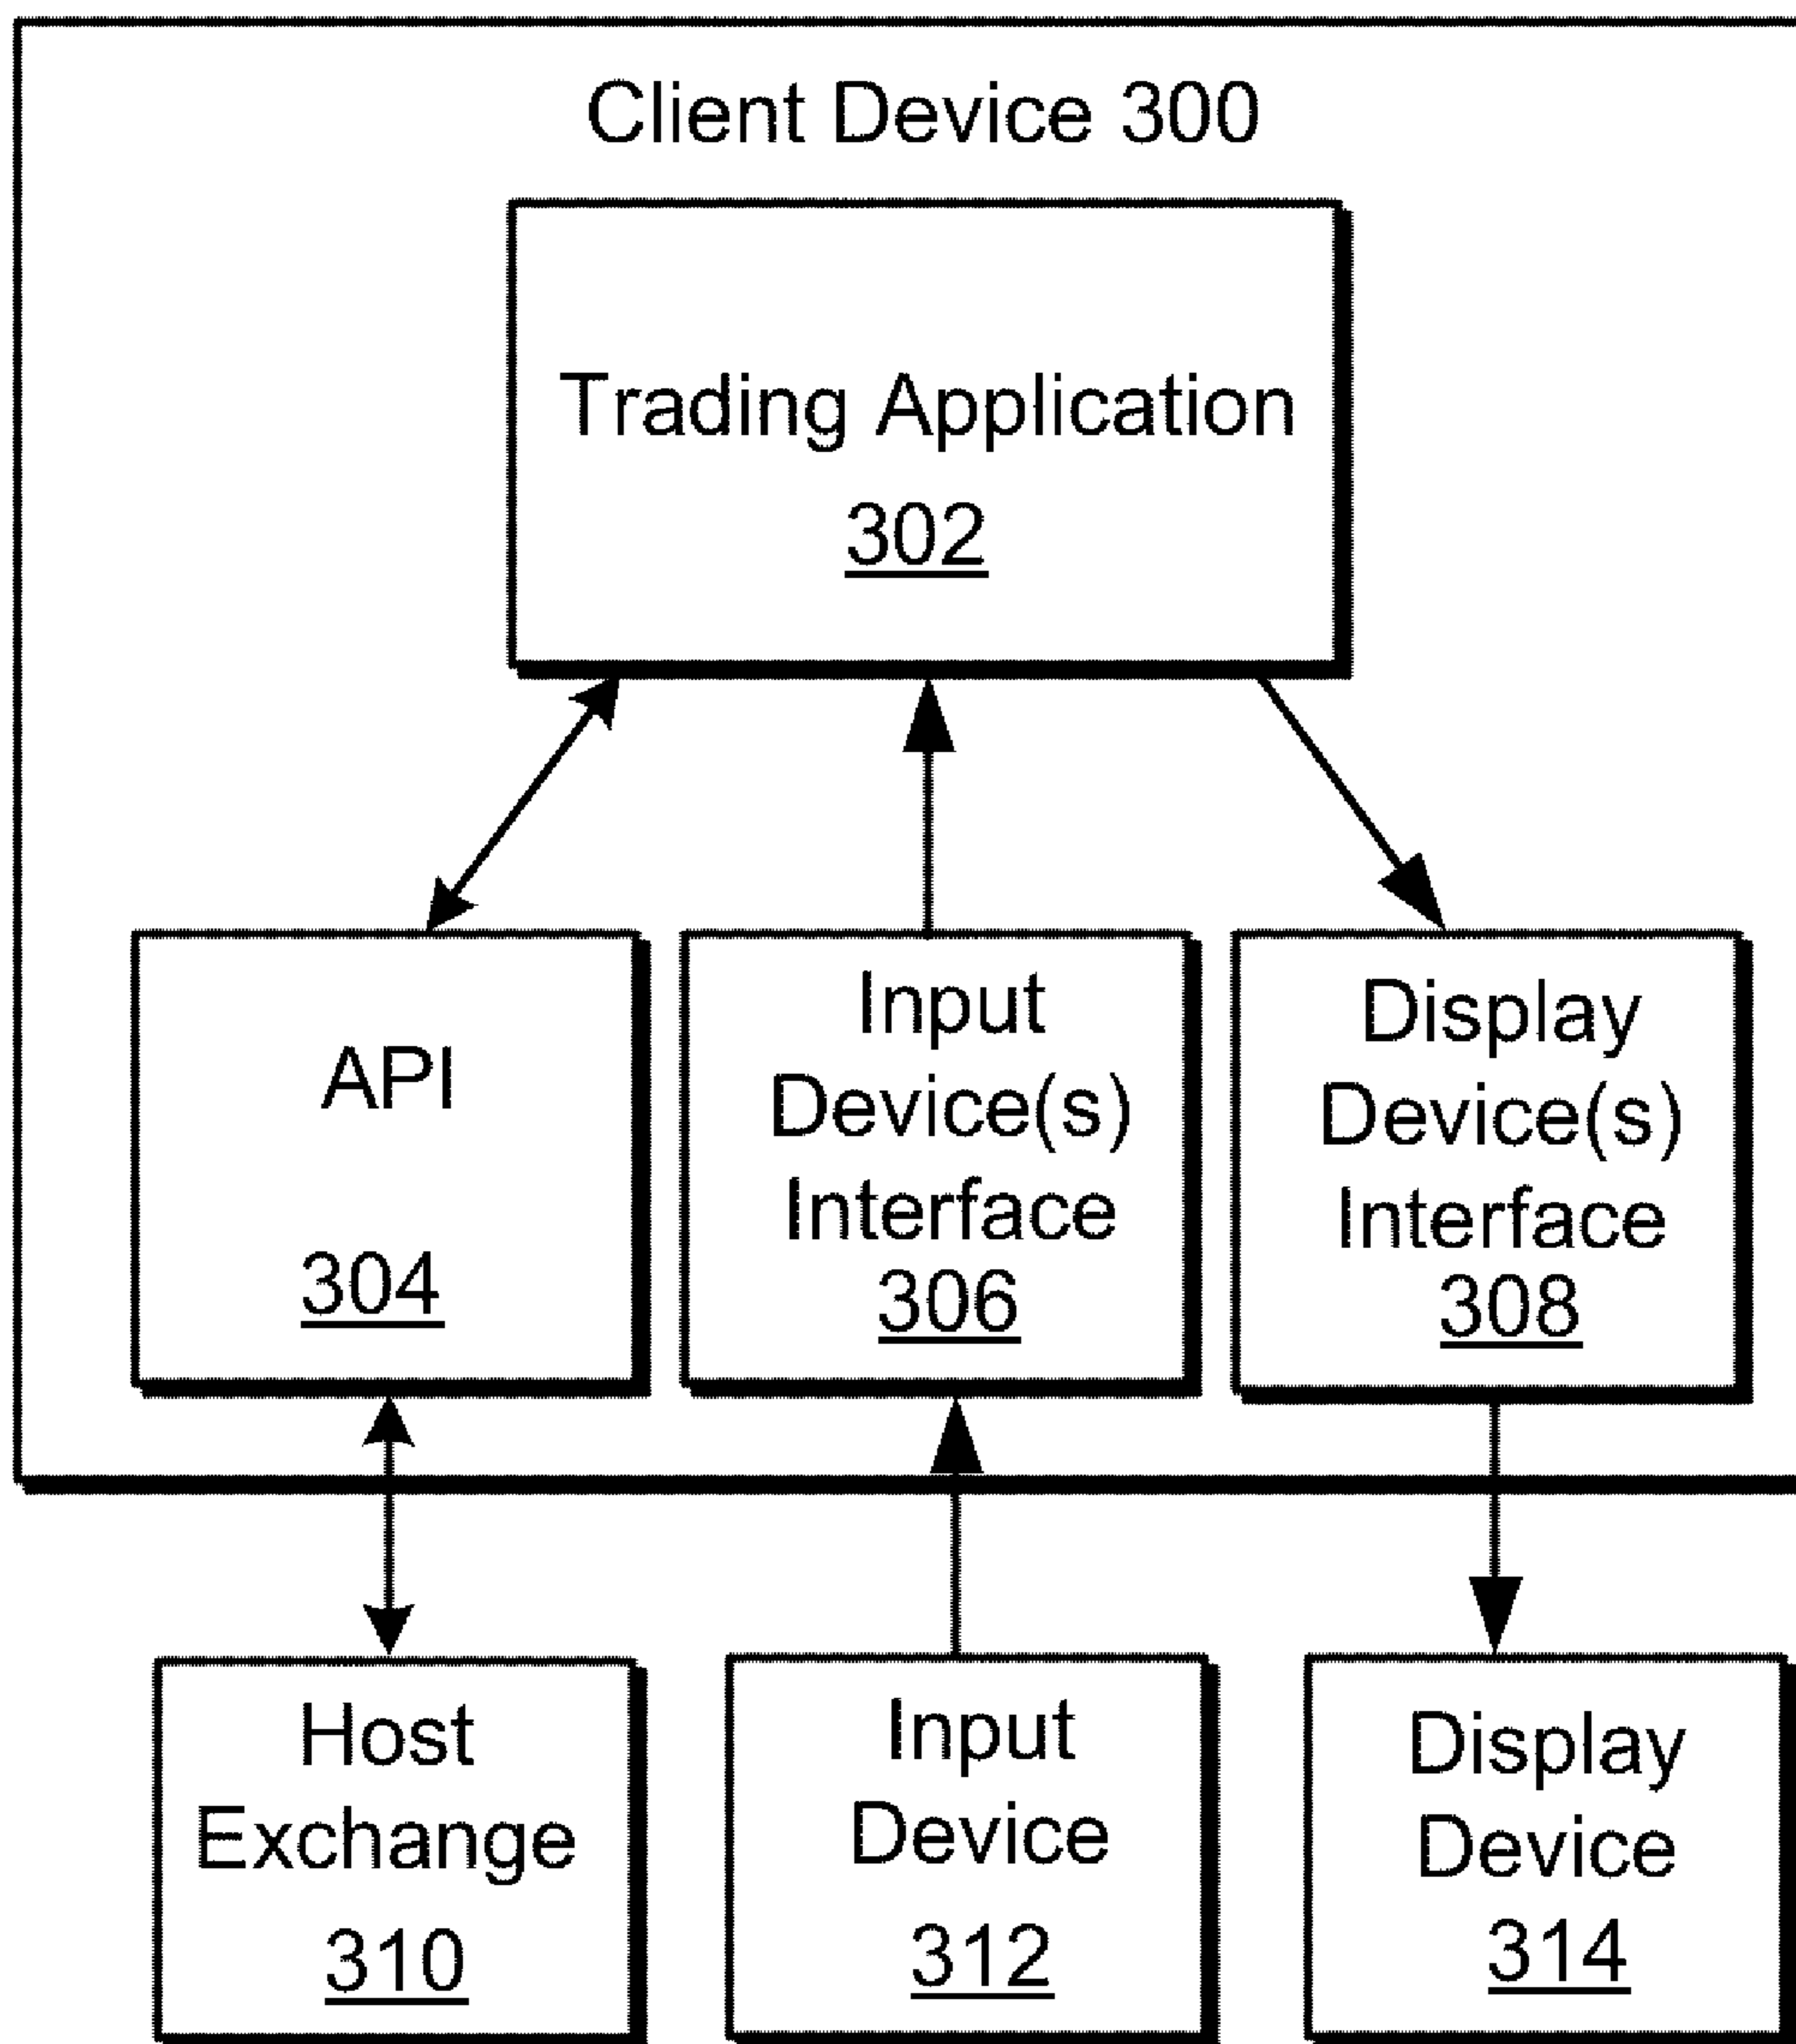 Client Device 300
Trading Application
302
API
304
Input
Device(s)
Interface
306
Display
Device(s)
Interface
308
Host
Exchange
310
Input
Device
312
Display
Device
314